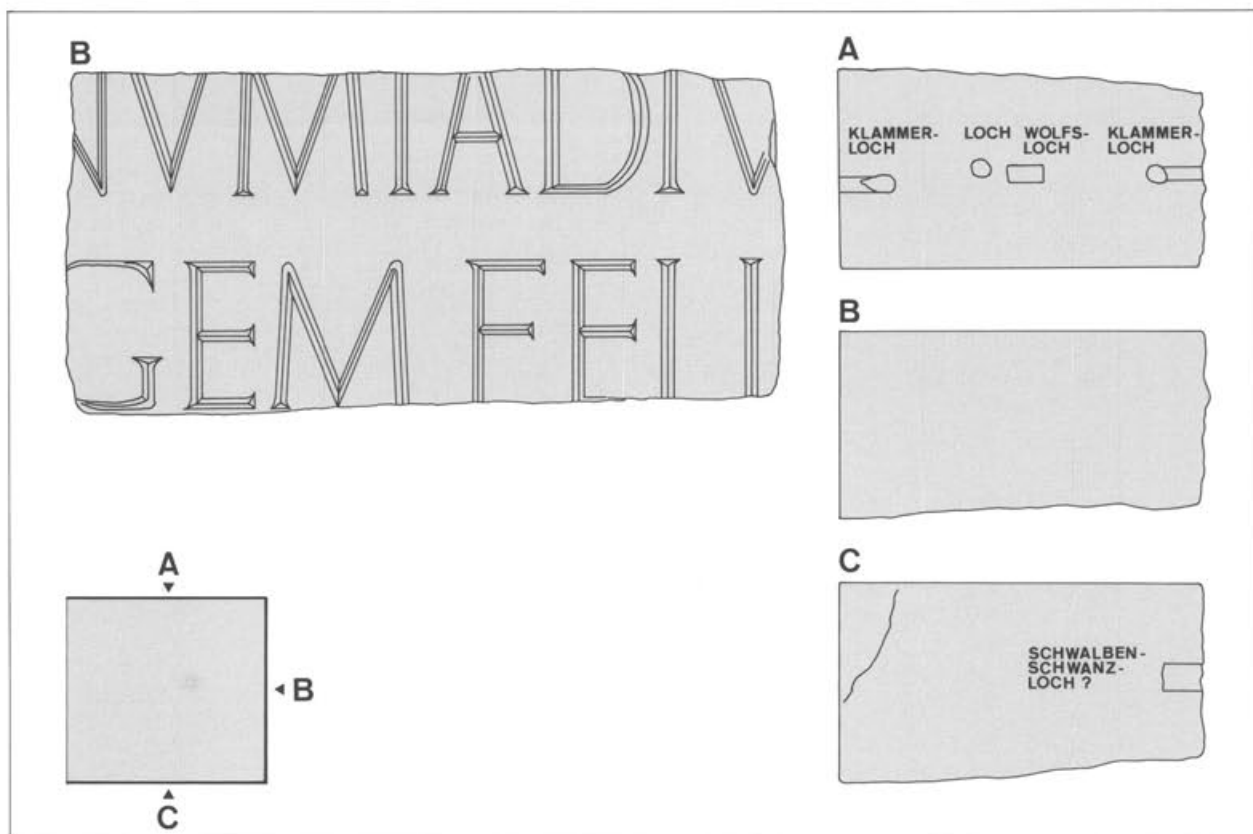 B
NVMIADIV
GEM FELI
A
KLAMMER-
LOCH
LOCH
WOLFS-
LOCH
KLAMMER-
LOCH
B
C
SCHWALBEN-
SCHWANZ-
LOCH ?
A
B
C